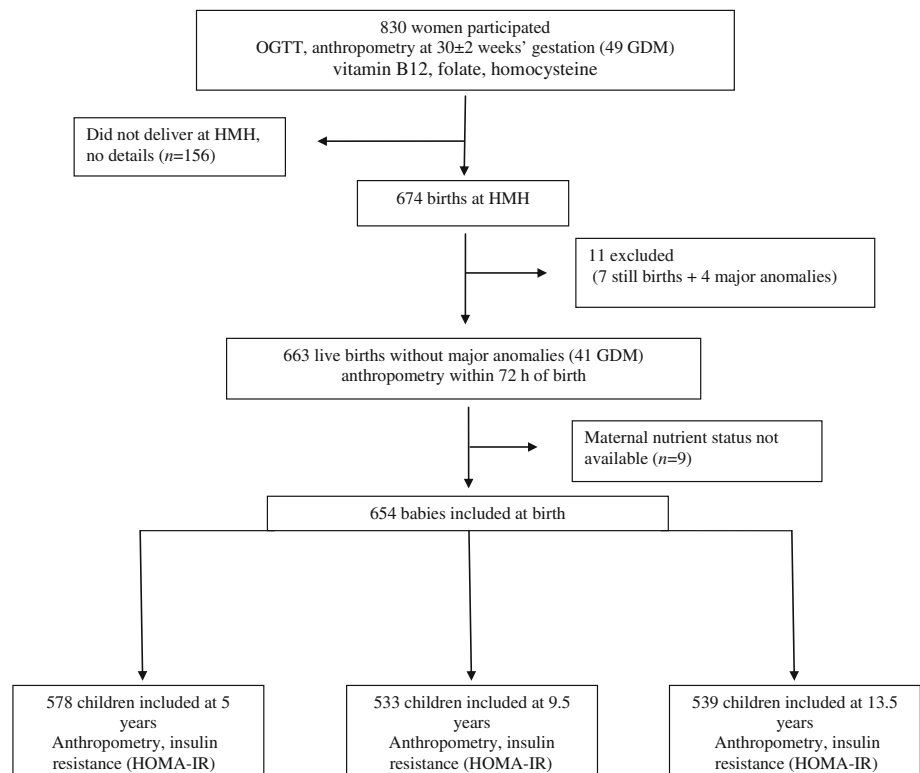 830 women participated
OGTT, anthropometry at 30±2 weeks' gestation (49 GDM)
vitamin B12, folate, homocysteine
Did not deliver at HMH,
no details (n=156)
674 births at HMH
11 excluded
(7 still births + 4 major anomalies)
663 live births without major anomalies (41 GDM)
anthropometry within 72 h of birth
Maternal nutrient status not
available (n=9)
654 babies included at birth
578 children included at 5
years
Anthropometry, insulin
resistance (HOMA-IR)
533 children included at 9.5
years
Anthropometry, insulin
resistance (HOMA-IR)
539 children included at 13.5
years
Anthropometry, insulin
resistance (HOMA-IR)